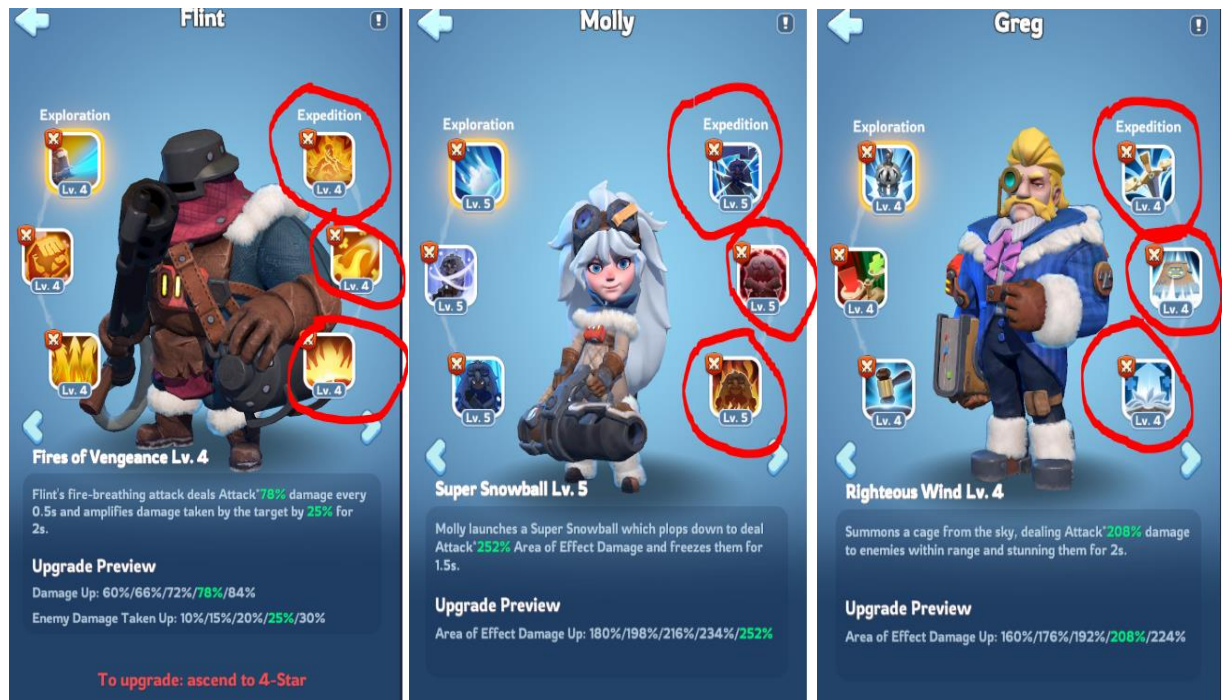 Flint
!
Exploration
Expedition
Lv. 4
Lv. 4
Lv. 4
Lv. 4
Lv. 4
Lv. 4
Fires of Vengeance Lv. 4
Flint's fire-breathing attack deals Attack*78% damage every
0.5s and amplifies damage taken by the target by 25% for
2s.
Upgrade Preview
Damage Up: 60%/66%/72%/78%/84%
Enemy Damage Taken Up: 10%/15%/20%/25%/30%
To upgrade: ascend to 4-Star
Molly
!
Exploration
Expedition
Lv. 5
Lv. 5
Lv. 5
Lv. 5
Lv. 5
Lv. 5
Super Snowball Lv. 5
Molly launches a Super Snowball which plops down to deal
Attack*252% Area of Effect Damage and freezes them for
1.5s.
Upgrade Preview
Area of Effect Damage Up: 180%/198%/216%/234%/252%
Greg
!
Exploration
Expedition
Lv. 4
Lv. 4
Lv. 4
Lv. 4
Lv. 4
Lv. 4
Righteous Wind Lv. 4
Summons a cage from the sky, dealing Attack*208% damage
to enemies within range and stunning them for 2s.
Upgrade Preview
Area of Effect Damage Up: 160%/176%/192%/208%/224%